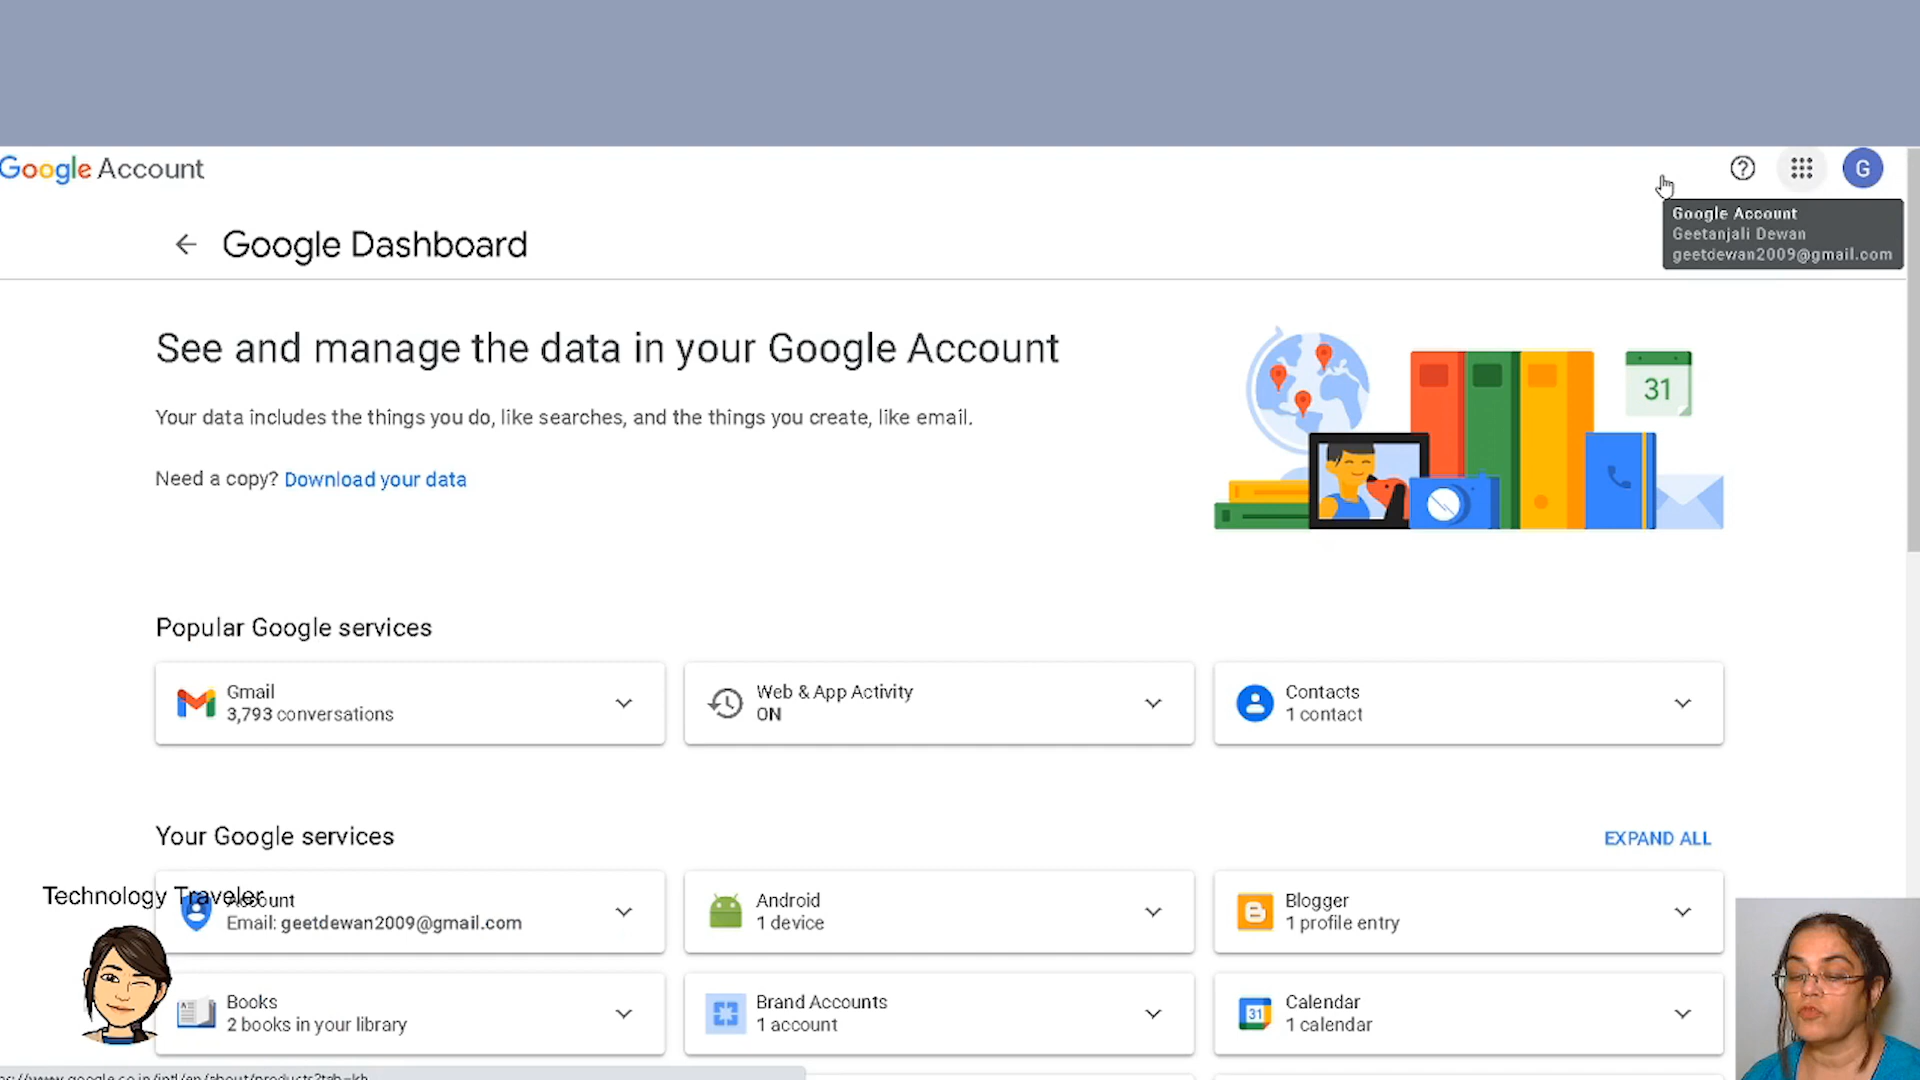 Google Account
G
Google Account
Geetanjali Dewan
geetdewan2009@gmail.com
Google Dashboard
See and manage the data in your Google Account
Your data includes the things you do, like searches, and the things you create, like email.
Need a copy? Download your data
31
Popular Google services
Gmail
3,793 conversations
Web & App Activity
ON
Contacts
1 contact
Your Google services
EXPAND ALL
Technology Traveler
Account
Email: geetdewan2009@gmail.com
Android
1 device
Blogger
1 profile entry
Books
2 books in your library
Brand Accounts
1 account
31
Calendar
1 calendar